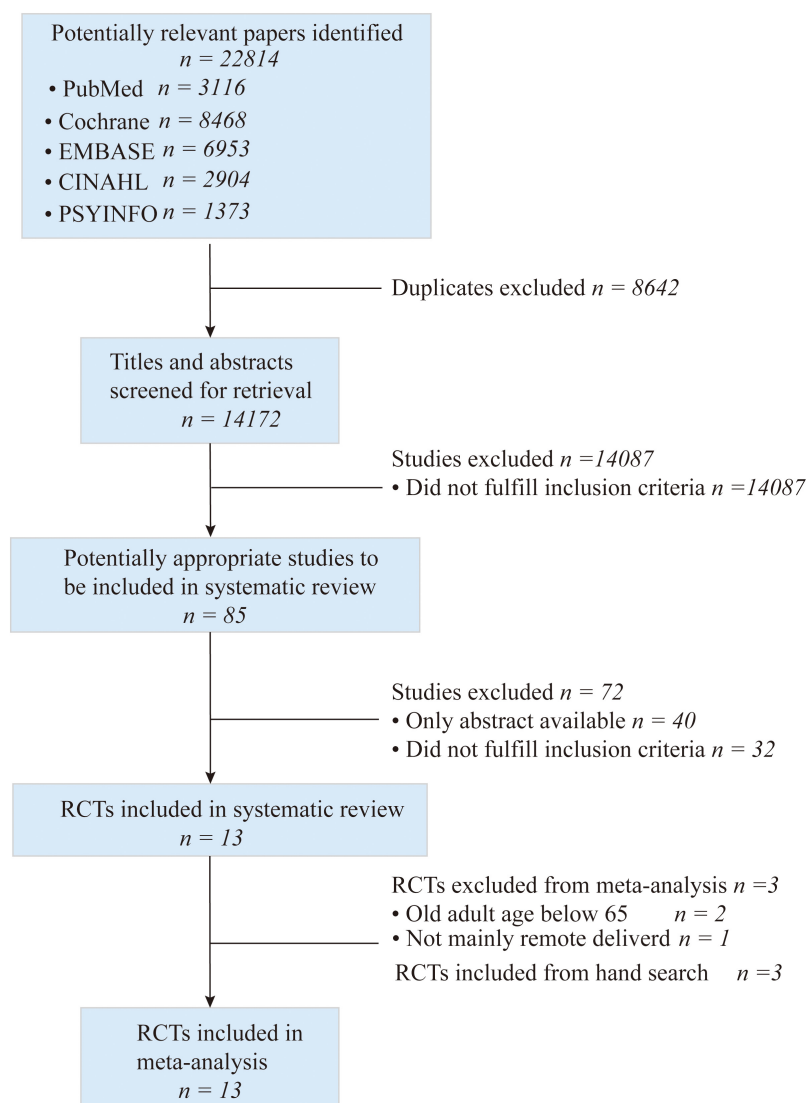 Potentially relevant papers identified
n = 22814
• PubMed n = 3116
• Cochrane n = 8468
• EMBASE n = 6953
• CINAHL n = 2904
• PSYINFO n = 1373
Duplicates excluded n = 8642
Titles and abstracts
screened for retrieval
n = 14172
Studies excluded n =14087
• Did not fulfill inclusion criteria n =14087
Potentially appropriate studies to
be included in systematic review
n = 85
Studies excluded n = 72
• Only abstract available n = 40
• Did not fulfill inclusion criteria n = 32
RCTs included in systematic review
n = 13
RCTs excluded from meta-analysis n =3
• Old adult age below 65 n = 2
• Not mainly remote deliverd n = 1
RCTs included from hand search n =3
RCTs included in
meta-analysis
n = 13